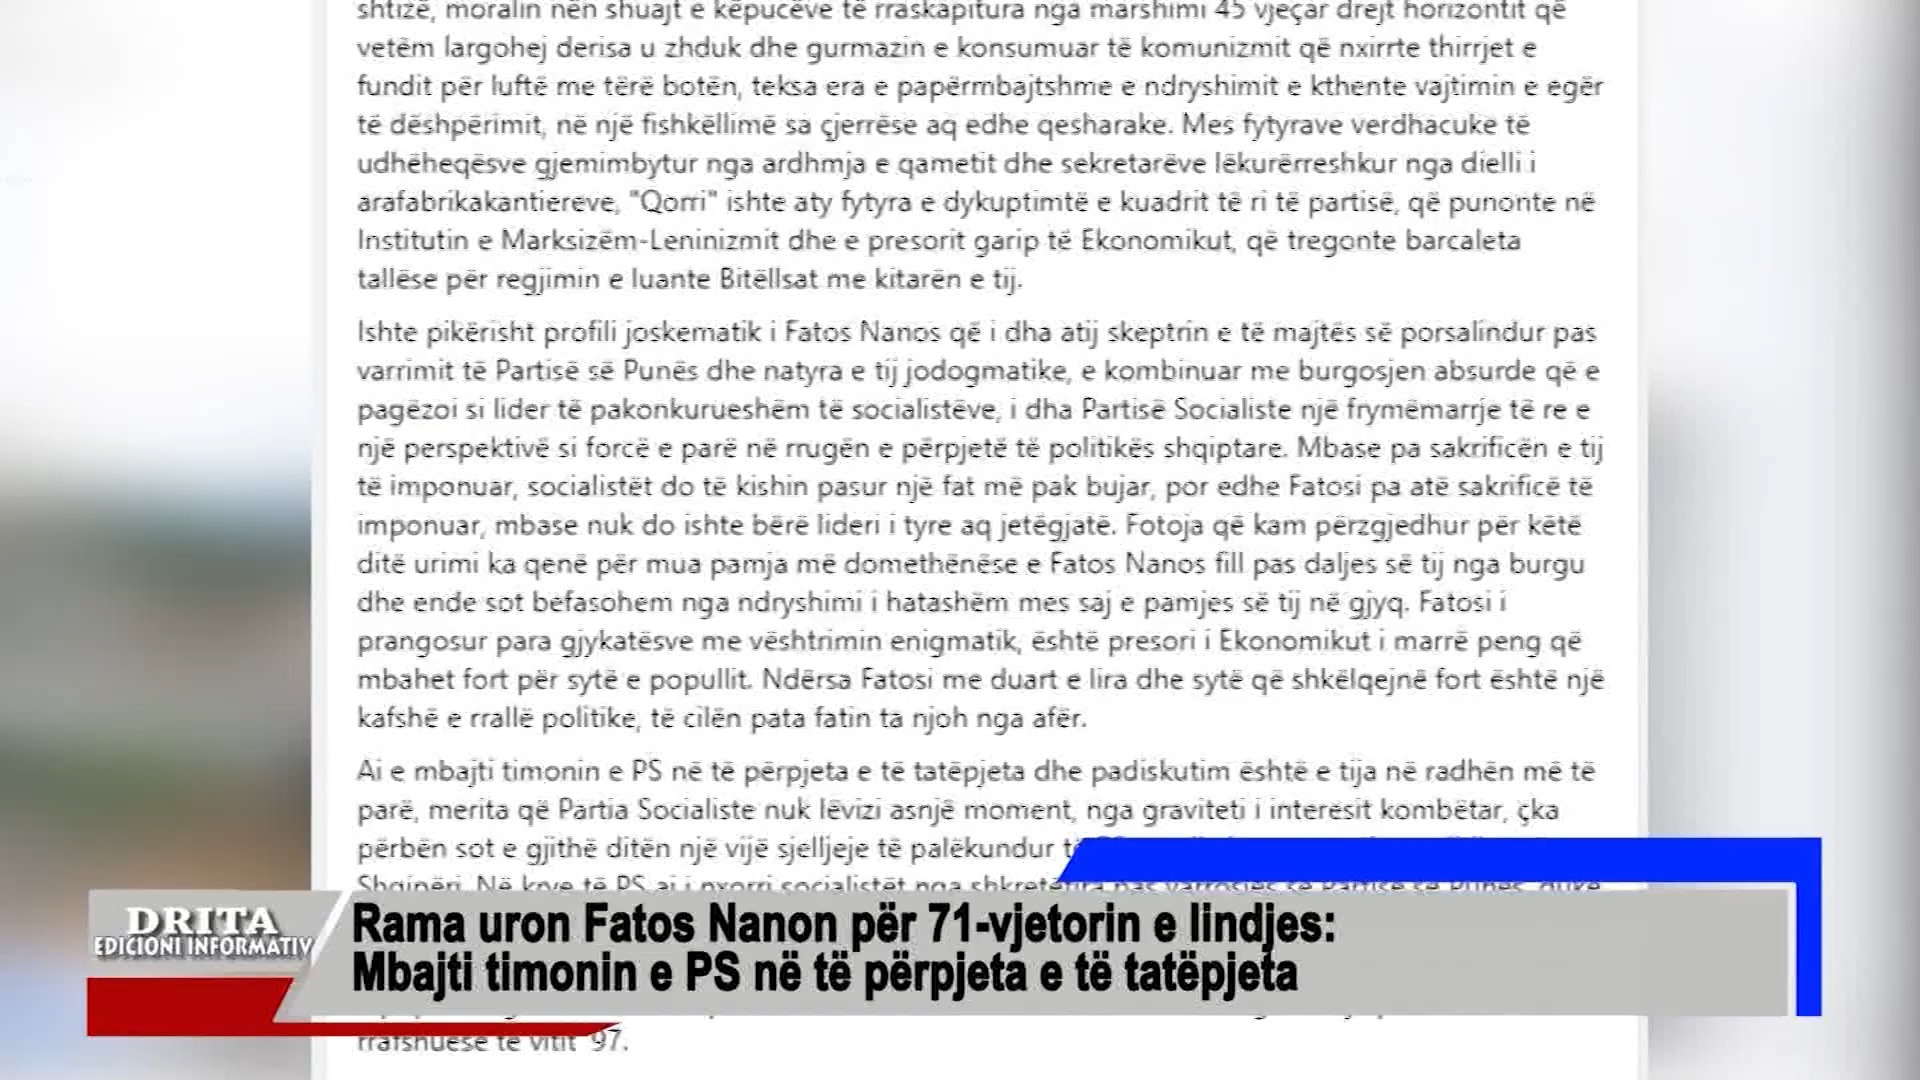 shtizë, moralin nën shuajt e këpucëve të rraskapitura nga marshimi 45 vjeçar drejt horizontit që
vetëm largohej derisa u zhduk dhe gurmazin e konsumuar të komunizmit që nxirrte thirrjet e
fundit për luftë me tërë botën, teksa era e papërmbajtshme e ndryshimit e kthente vajtimin e egër
të dëshpërimit, në një fishkëllimë sa çjerrëse aq edhe qesharake. Mes fytyrave verdhacuke të
udhëheqësve gjemimbytur nga ardhmja e qametit dhe sekretarëve lëkurërreshkur nga dielli i
arafabrikakantiereve, "Qorri" ishte aty fytyra e dykuptimtë e kuadrit të ri të partisë, që punonte në
Institutin e Marksizëm-Leninizmit dhe e presorit garip të Ekonomikut, që tregonte barcaleta
tallëse për regjimin e luante Bitëllsat me kitarën e tij.
Ishte pikërisht profili joskematik i Fatos Nanos që i dha atij skeptrin e të majtës së porsalindur pas
varrimit të Partisë së Punës dhe natyra e tij jodogmatike, e kombinuar me burgosjen absurde që e
pagëzoi si lider të pakonkurueshëm të socialistëve, i dha Partisë Socialiste një frymëmarrje të re e
një perspektivë si forcë e parë në rrugën e përpjetë të politikës shqiptare. Mbase pa sakrificën e tij
të imponuar, socialistët do të kishin pasur një fat më pak bujar, por edhe Fatosi pa atë sakrificë të
imponuar, mbase nuk do ishte bërë lideri i tyre aq jetëgjatë. Fotoja që kam përzgjedhur për këtë
ditë urimi ka qenë për mua pamja më domethënëse e Fatos Nanos fill pas daljes së tij nga burgu
dhe ende sot befasohem nga ndryshimi i hatashëm mes saj e pamjes së tij në gjyq. Fatosi i
prangosur para gjykatësve me vështrimin enigmatik, është presori i Ekonomikut i marrë peng që
mbahet fort për sytë e popullit. Ndërsa Fatosi me duart e lira dhe sytë që shkëlqejnë fort është një
kafshë e rrallë politike, të cilën pata fatin ta njoh nga afër.
Ai e mbajti timonin e PS në të përpjeta e të tatëpjeta dhe padiskutim është e tija në radhën më të
parë, merita që Partia Socialiste nuk lëvizi asnjë moment, nga graviteti i interesit kombëtar, çka
përbën sot e gjithë ditën një vijë sjelljeje të palëkundur
Shqipëri. Në krye të PS ai i nxorri socialistët nga shkretëtira pas varrosjes së Partisë së Punës, duke
DRITA
EDICIONI INFORMATIV
Rama uron Fatos Nanon për 71-vjetorin e lindjes:
Mbajti timonin e PS në të përpjeta e të tatëpjeta
rrafshuese të vitit '97.